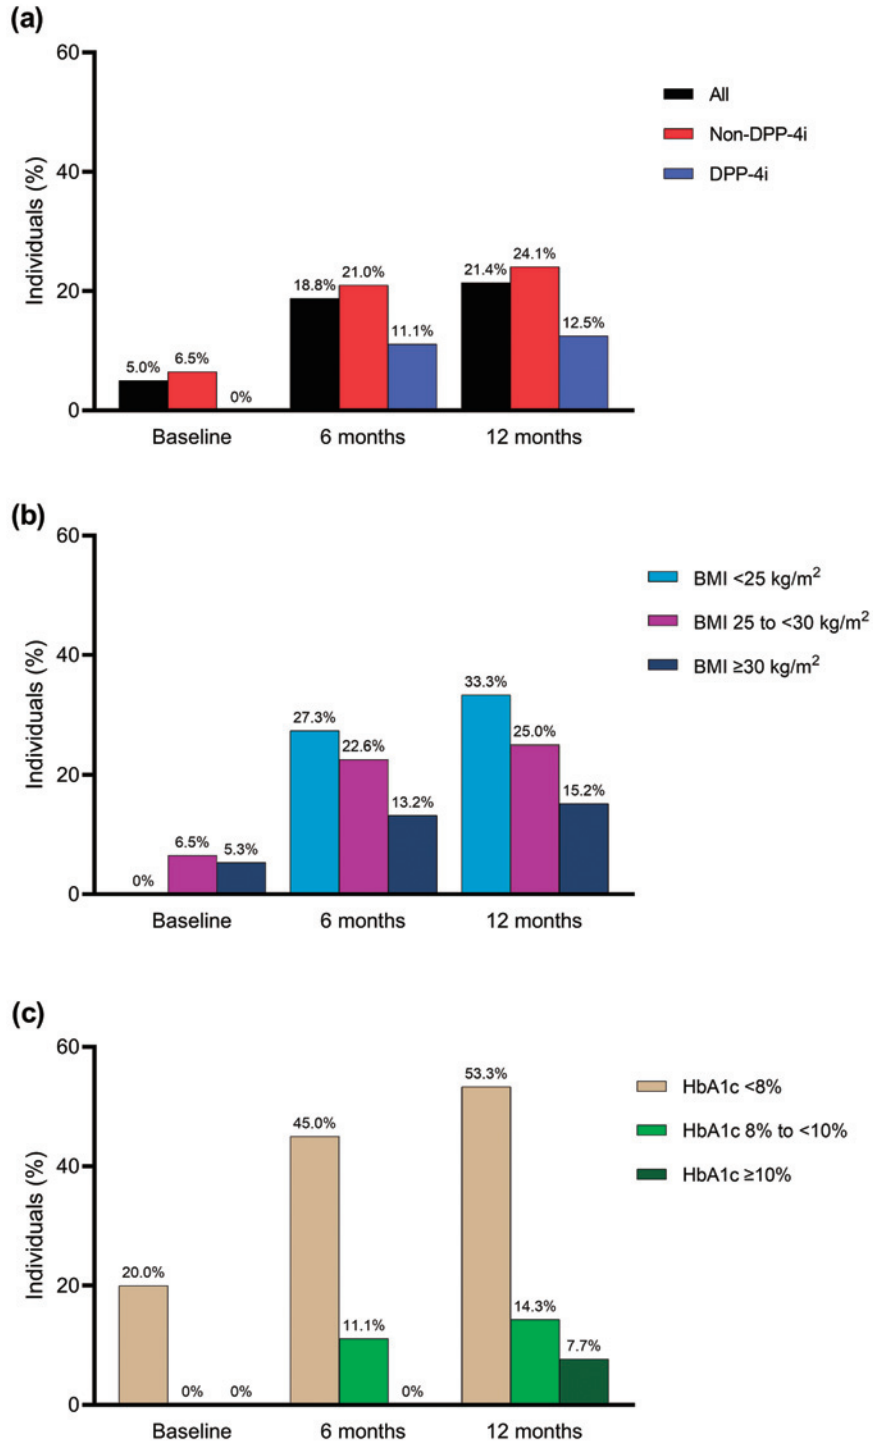 (a)
60
40
20
0
Individuals (%)
5.0%
6.5%
0%
18.8%
21.0%
11.1%
21.4%
24.1%
12.5%
Baseline
6 months
12 months
All
Non-DPP-4i
DPP-4i
(b)
60
40
20
0
Individuals (%)
0%
6.5%
5.3%
27.3%
22.6%
13.2%
33.3%
25.0%
15.2%
Baseline
6 months
12 months
BMI <25 kg/m²
BMI 25 to <30 kg/m²
BMI ≥30 kg/m²
(c)
60
40
20
0
Individuals (%)
20.0%
0%
0%
45.0%
11.1%
0%
53.3%
14.3%
7.7%
Baseline
6 months
12 months
HbA1c <8%
HbA1c 8% to <10%
HbA1c ≥10%